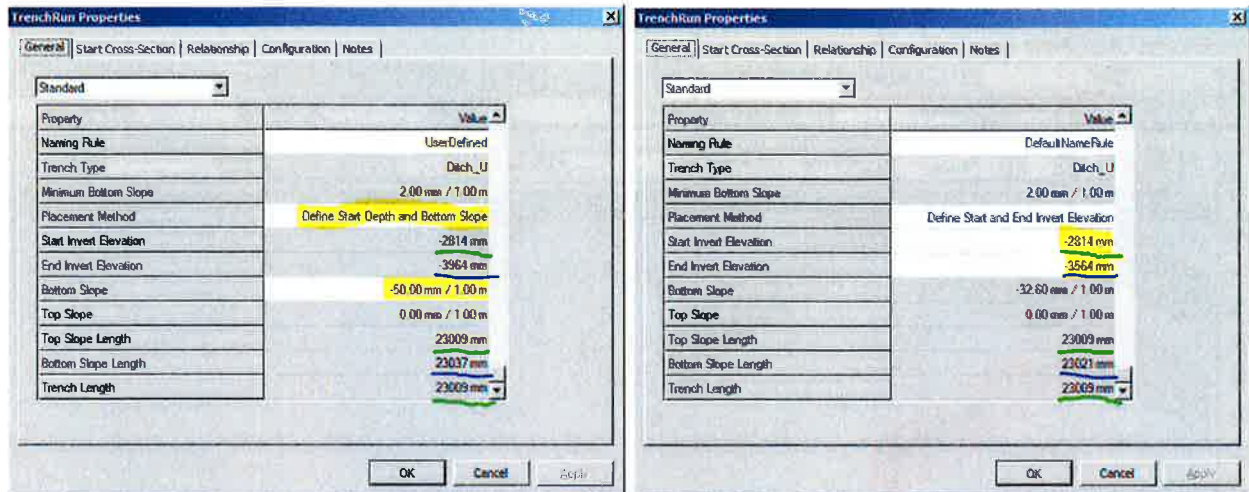 TrenchRun Properties
General Start Cross-Section Relationship Configuration Notes
Standard
Property Value
Naming Rule UserDefined
Trench Type Ditch_U
Minimum Bottom Slope 2.00 mm / 1.00 m
Placement Method Define Start Depth and Bottom Slope
Start Invert Elevation -2814 mm
End Invert Elevation -3964 mm
Bottom Slope -50.00 mm / 1.00 m
Top Slope 0.00 mm / 1.00 m
Top Slope Length 23009 mm
Bottom Slope Length 23037 mm
Trench Length 23009 mm
OK Cancel Apply
TrenchRun Properties
General Start Cross-Section Relationship Configuration Notes
Standard
Property Value
Naming Rule DefaultNameRule
Trench Type Ditch_U
Minimum Bottom Slope 2.00 mm / 1.00 m
Placement Method Define Start and End Invert Elevation
Start Invert Elevation -2814 mm
End Invert Elevation -3564 mm
Bottom Slope -32.60 mm / 1.00 m
Top Slope 0.00 mm / 1.00 m
Top Slope Length 23009 mm
Bottom Slope Length 23021 mm
Trench Length 23009 mm
OK Cancel Apply